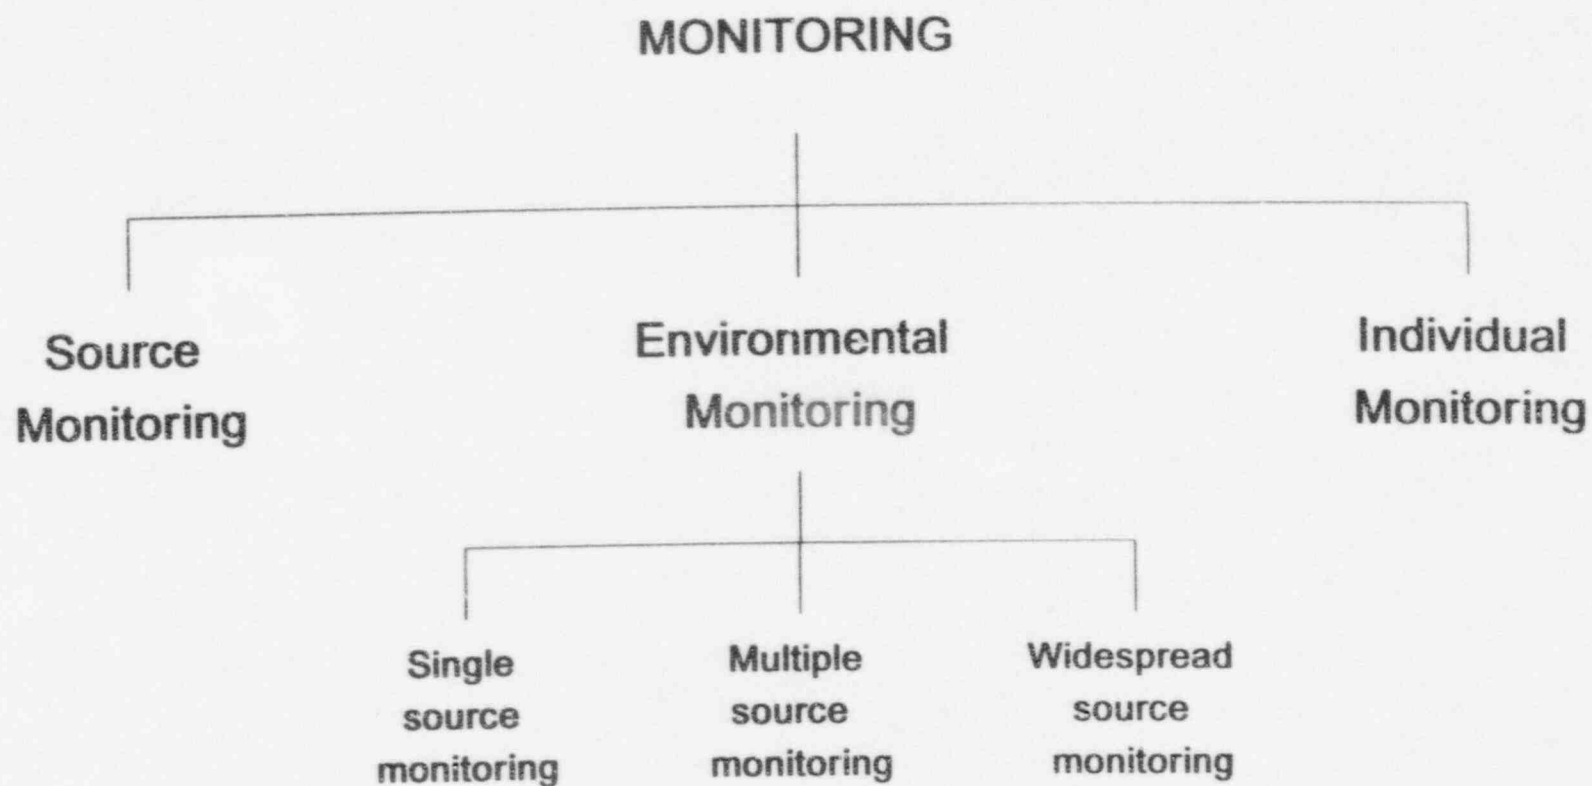 MONITORING
Source
Monitoring
Environmental
Monitoring
Individual
Monitoring
Single
source
monitoring
Multiple
source
monitoring
Widespread
source
monitoring